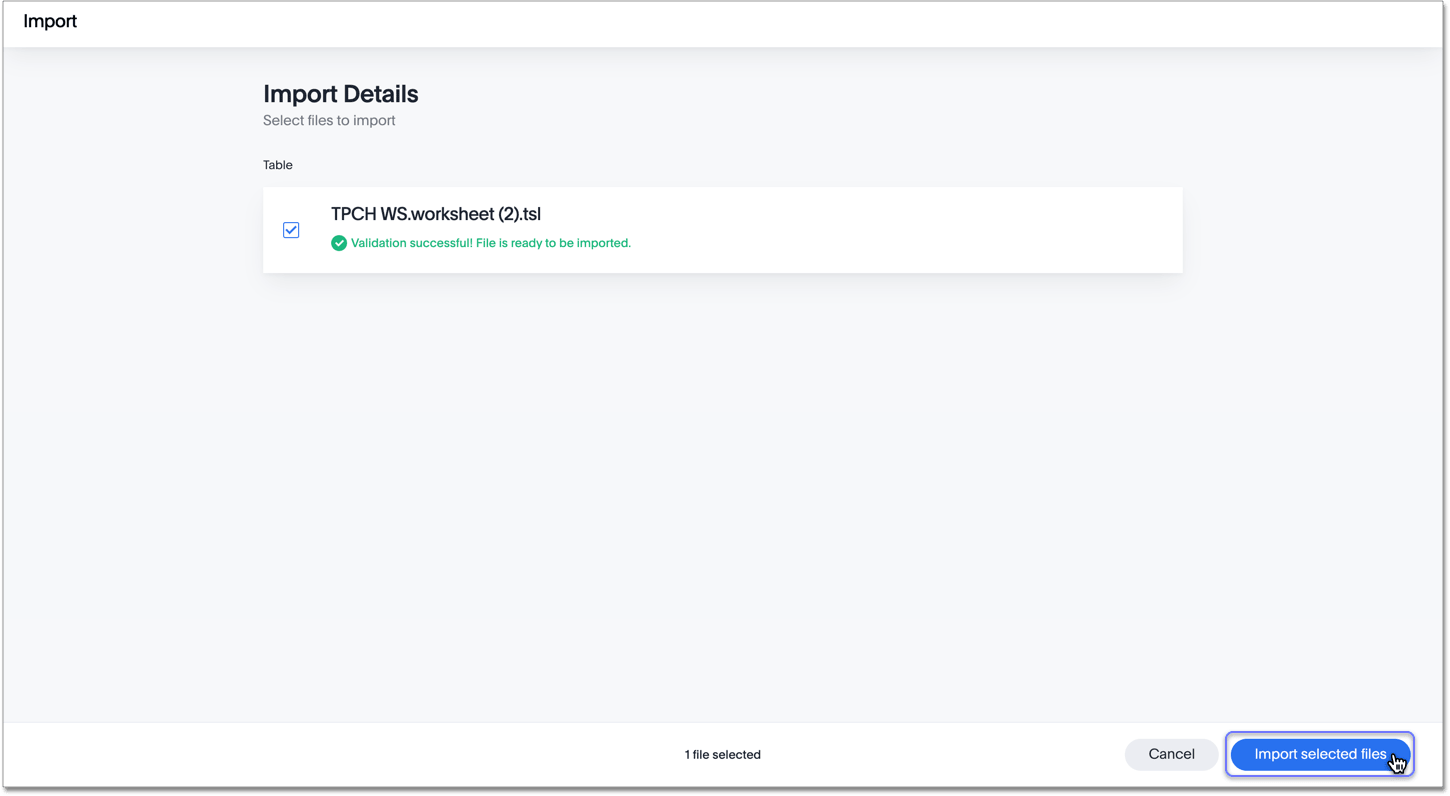 Import
Import Details
Select files to import
Table
TPCH WS.worksheet (2).tsl
Validation successful! File is ready to be imported.
1 file selected
Cancel
Import selected files